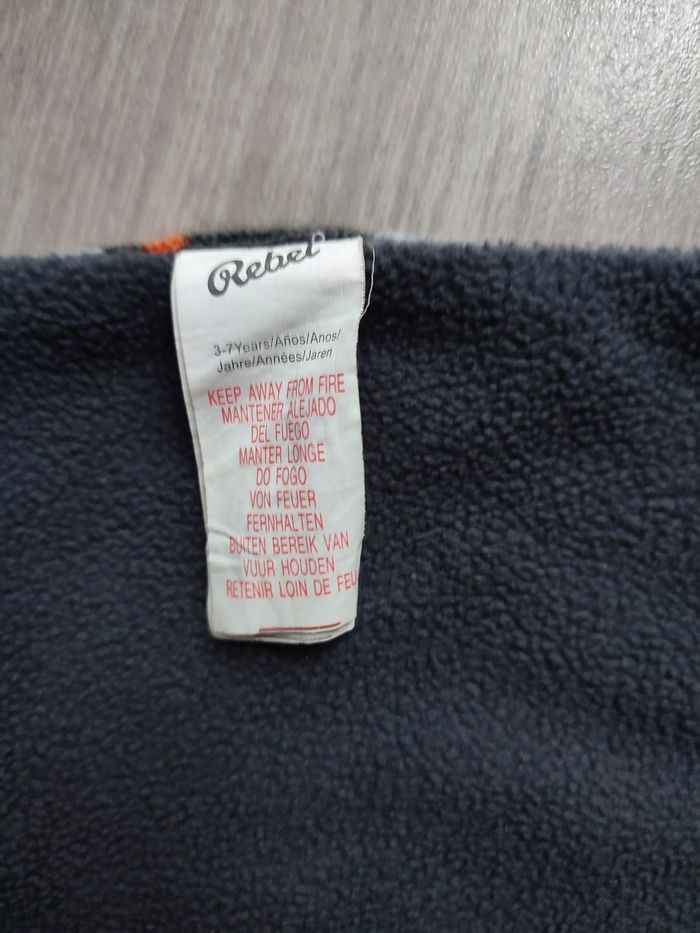 Rebel
3-7Years/Años/Anos/
Jahre/Années/Jaren
KEEP AWAY FROM FIRE
MANTENER ALEJADO
DEL FUEGO
MANTER LONGE
DO FOGO
VON FEUER
FERNHALTEN
BUITEN BEREIK VAN
VUUR HOUDEN
RETENIR LOIN DE FEU